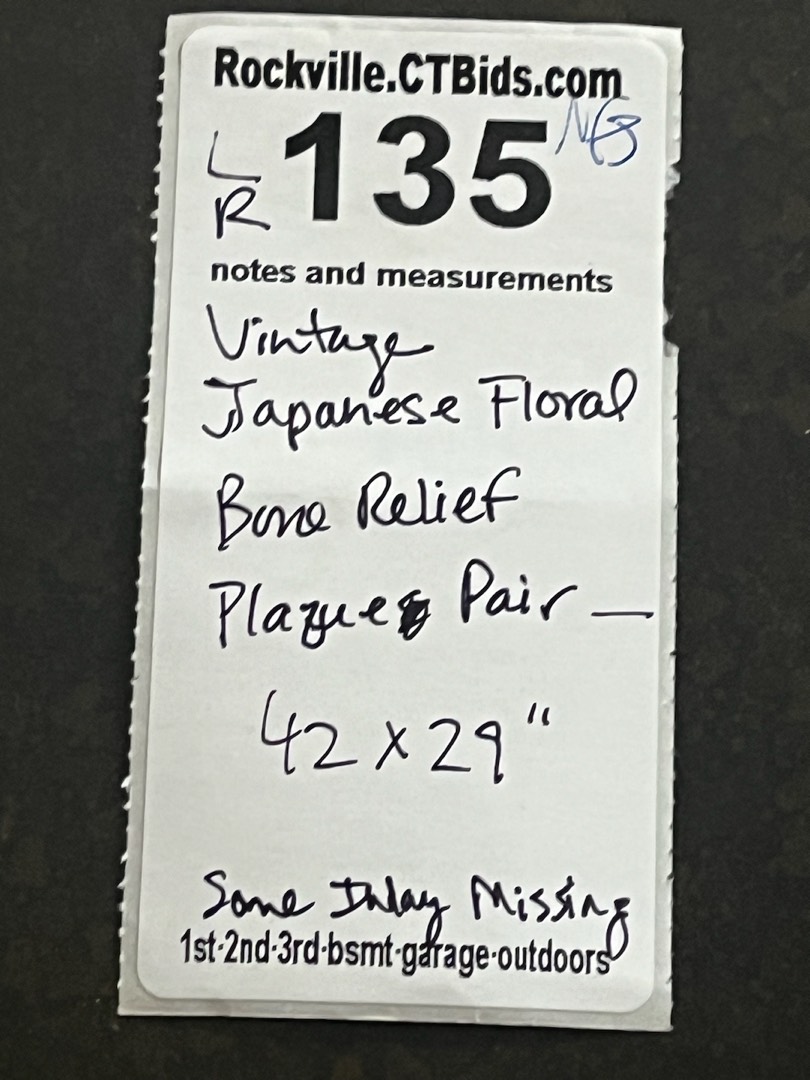 Rockville.CTBids.com
LR 135
notes and measurements
Vintage
Japanese Floral
Bone Relief
Plaques Pair —
42 x 29"
Some Inlay Missing
1st·2nd·3rd·bsmt·garage·outdoors